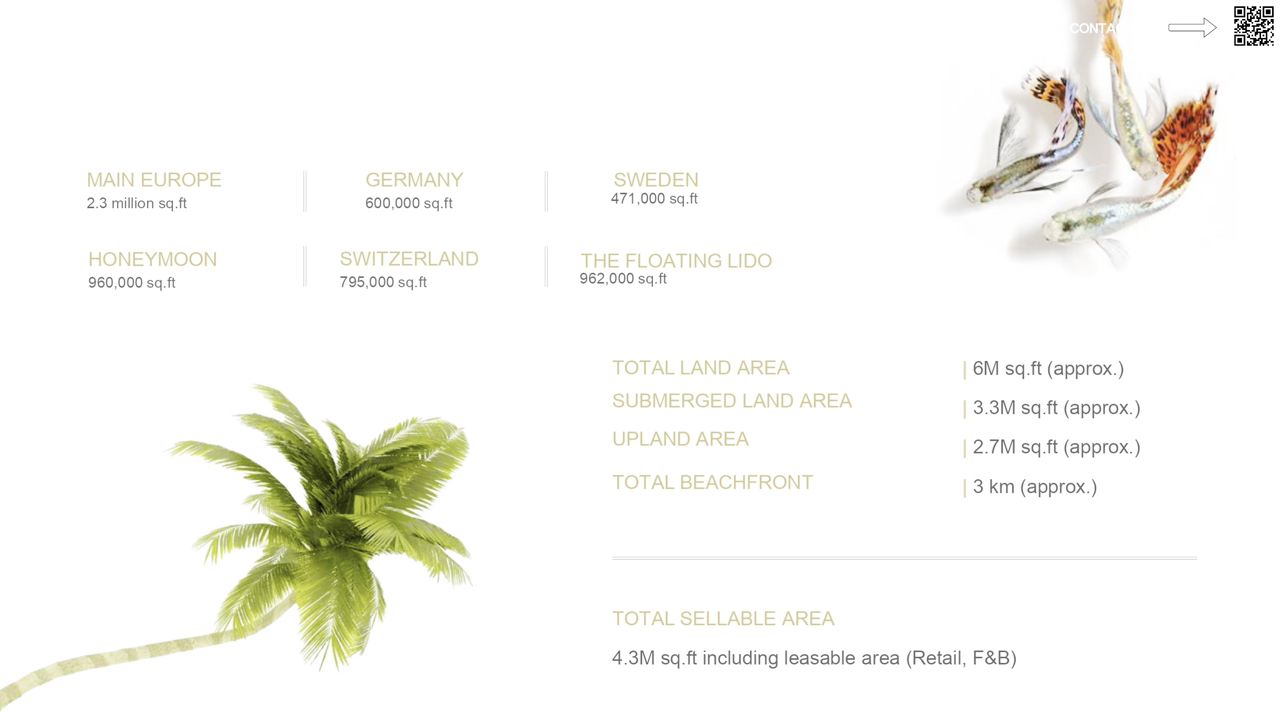 MAIN EUROPE
2.3 million sq.ft
GERMANY
600,000 sq.ft
SWEDEN
471,000 sq.ft
HONEYMOON
960,000 sq.ft
SWITZERLAND
795,000 sq.ft
THE FLOATING LIDO
962,000 sq.ft
TOTAL LAND AREA | 6M sq.ft (approx.)
SUBMERGED LAND AREA | 3.3M sq.ft (approx.)
UPLAND AREA | 2.7M sq.ft (approx.)
TOTAL BEACHFRONT | 3 km (approx.)
TOTAL SELLABLE AREA
4.3M sq.ft including leasable area (Retail, F&B)